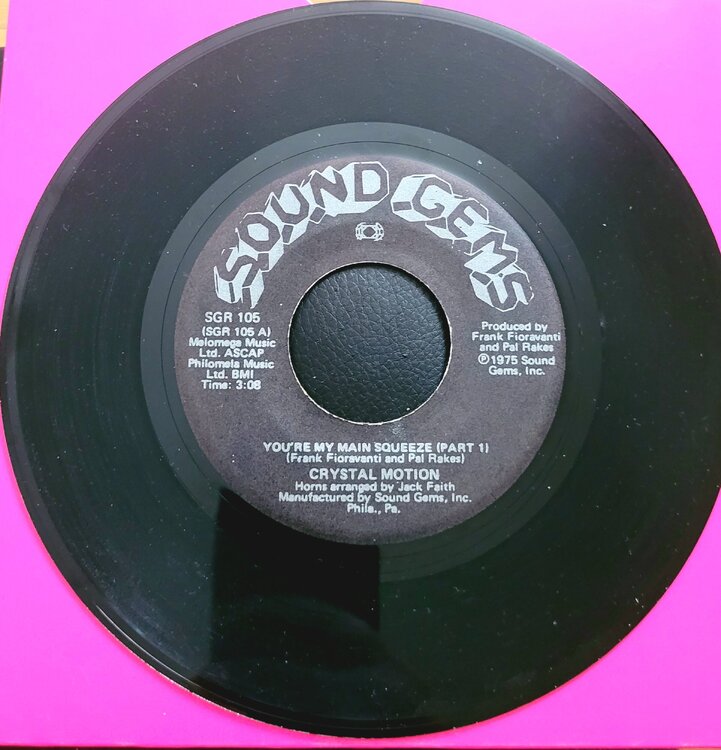 SOUND GEMS
SGR 105
(SGR 105 A)
Melomega Music
Ltd. ASCAP
Philomela Music
Ltd. BMI
Time: 3:08
Produced by
Frank Fioravanti
and Pal Rakes
Ⓟ1975 Sound
Gems, Inc.
YOU'RE MY MAIN SQUEEZE (PART 1)
(Frank Fioravanti and Pal Rakes)
CRYSTAL MOTION
Horns arranged by Jack Faith
Manufactured by Sound Gems, Inc.
Phila., Pa.